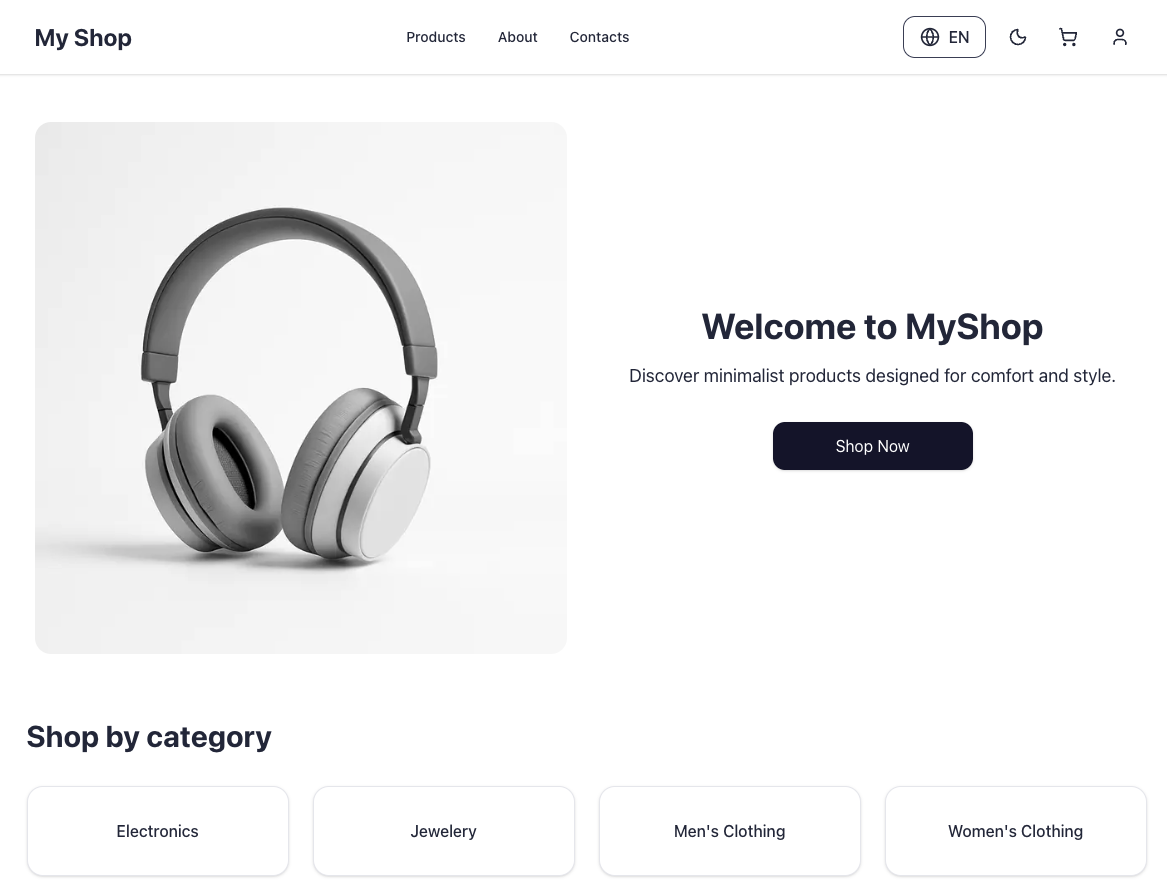 My Shop
Products
About
Contacts
EN
Welcome to MyShop
Discover minimalist products designed for comfort and style.
Shop Now
Shop by category
Electronics
Jewelery
Men's Clothing
Women's Clothing